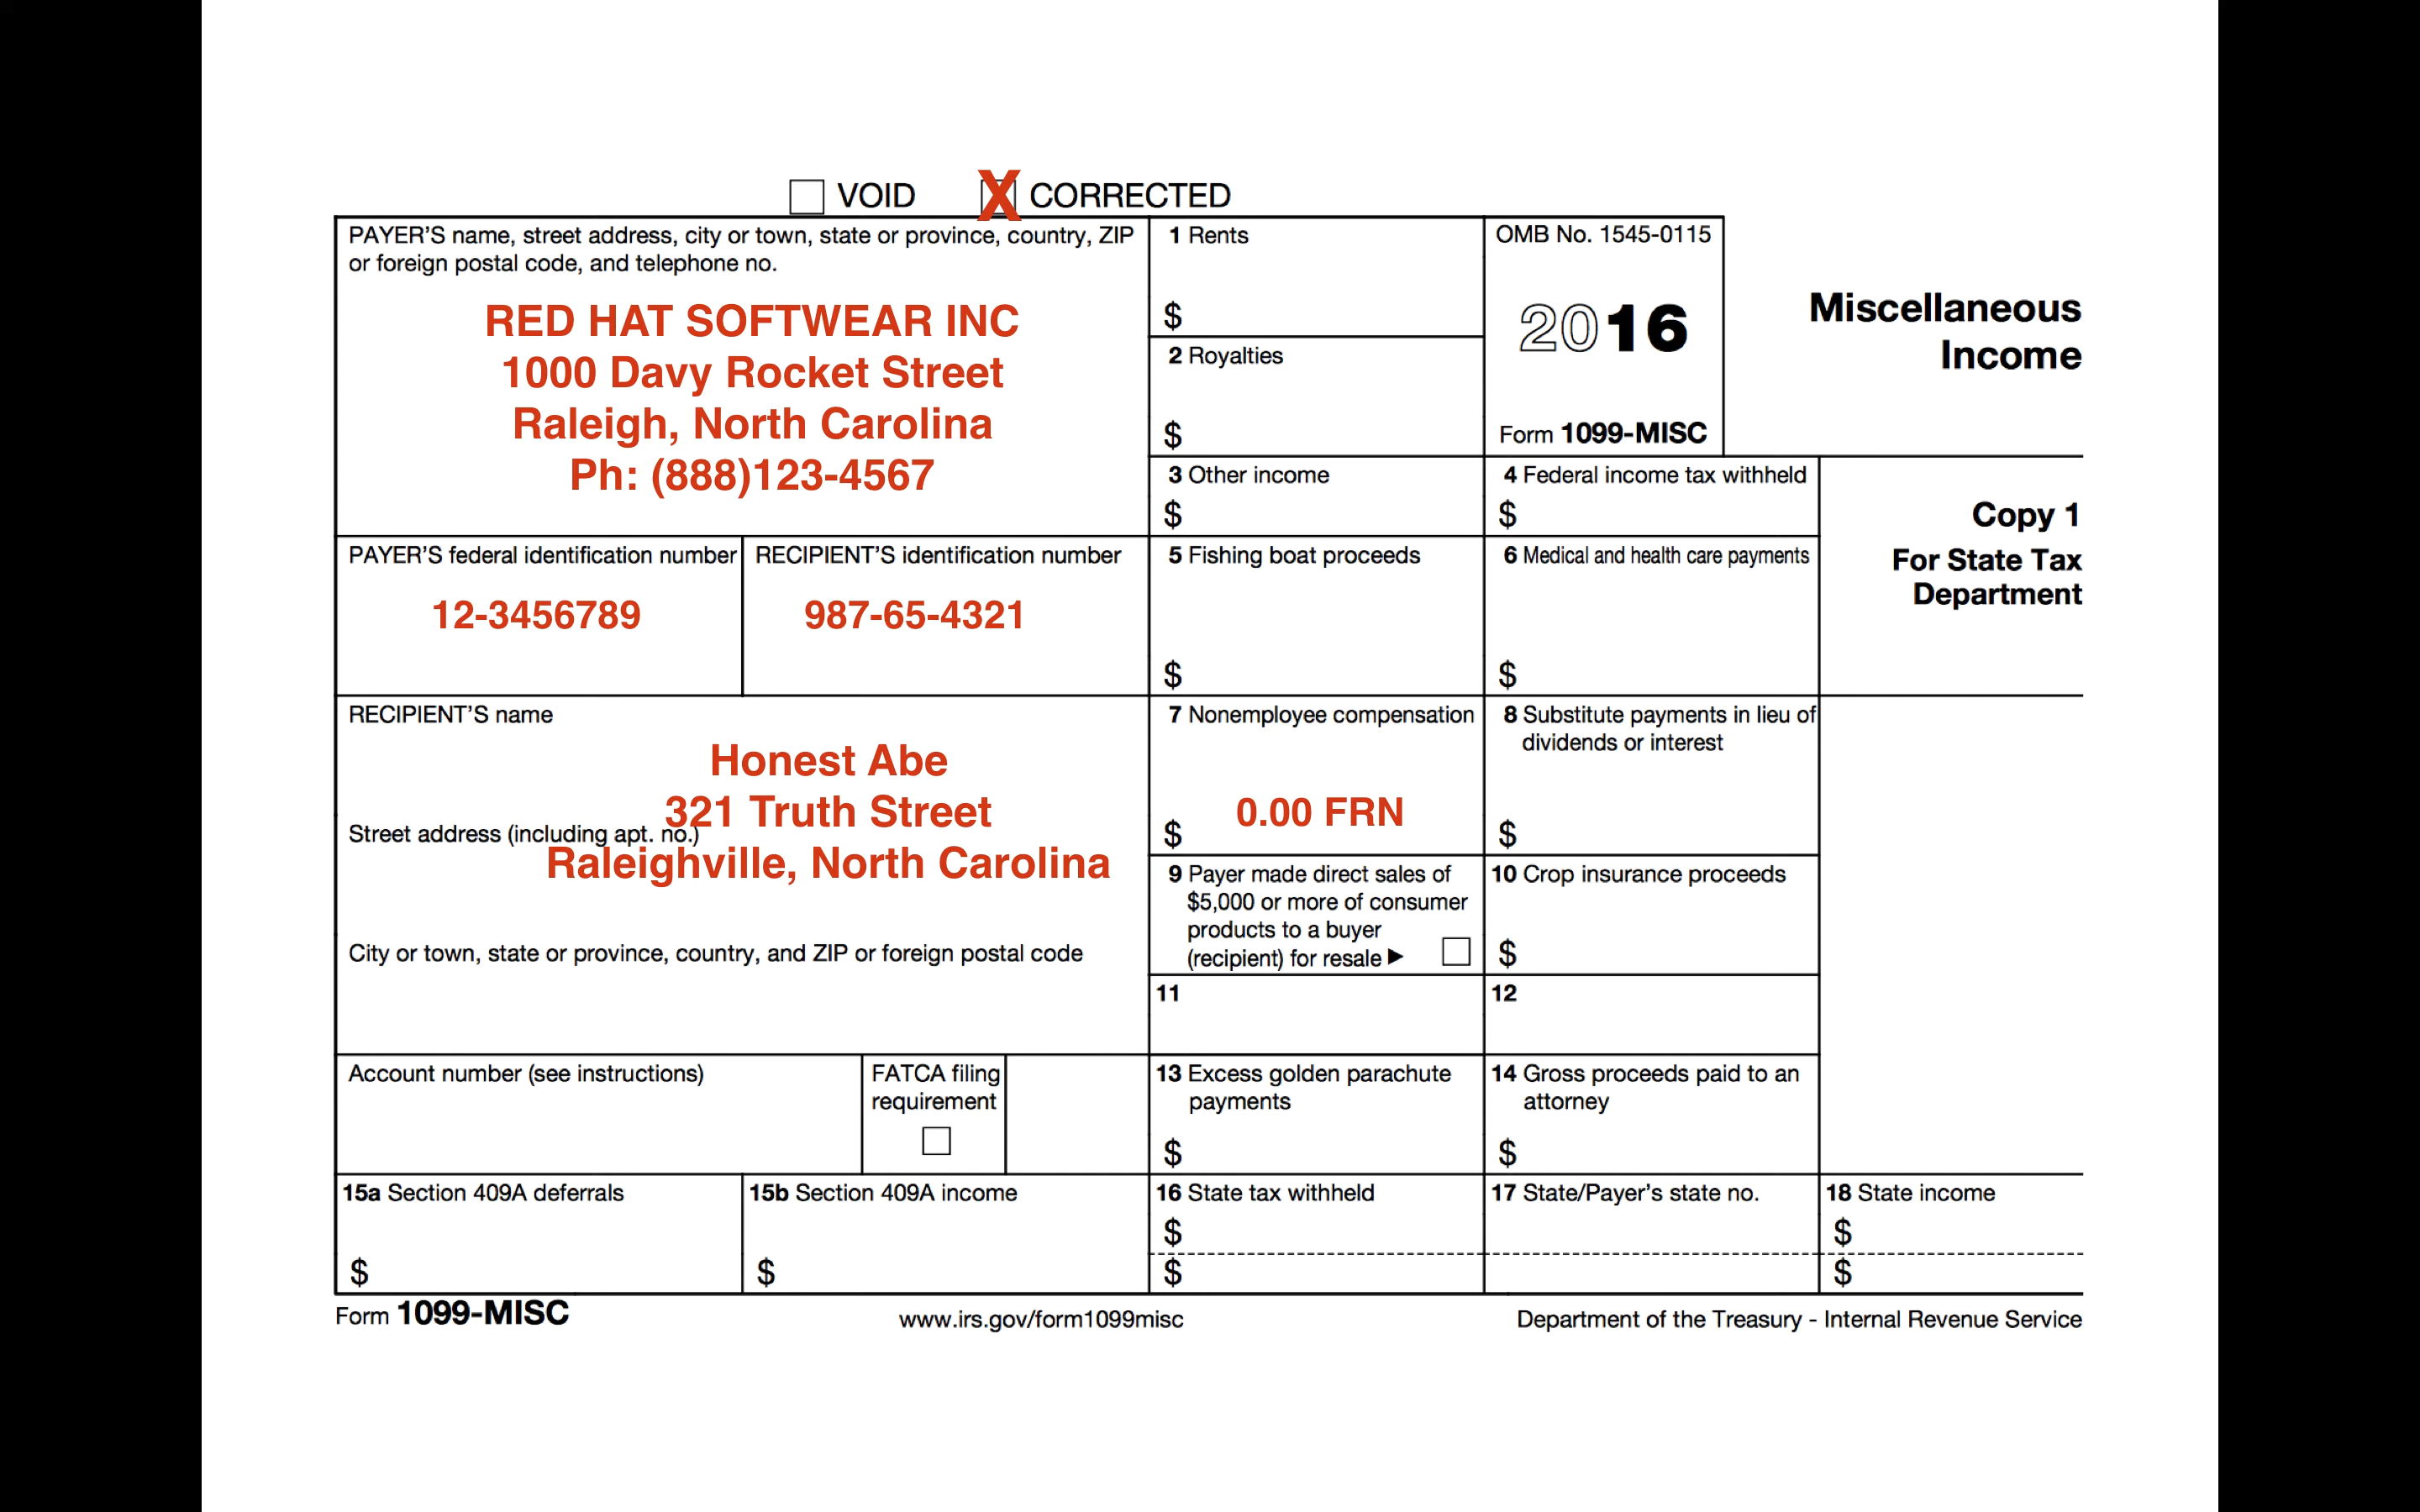 VOID X CORRECTED
PAYER'S name, street address, city or town, state or province, country, ZIP
or foreign postal code, and telephone no.
RED HAT SOFTWEAR INC
1000 Davy Rocket Street
Raleigh, North Carolina
Ph: (888)123-4567
1 Rents
$
2 Royalties
$
OMB No. 1545-0115
2016
Form 1099-MISC
Miscellaneous
Income
3 Other income
$
4 Federal income tax withheld
$
Copy 1
For State Tax
Department
PAYER'S federal identification number
12-3456789
RECIPIENT'S identification number
987-65-4321
5 Fishing boat proceeds
$
6 Medical and health care payments
$
RECIPIENT'S name
Honest Abe
321 Truth Street
Street address (including apt. no.)
Raleighville, North Carolina
City or town, state or province, country, and ZIP or foreign postal code
7 Nonemployee compensation
$ 0.00 FRN
8 Substitute payments in lieu of
dividends or interest
$
9 Payer made direct sales of
$5,000 or more of consumer
products to a buyer
(recipient) for resale ▶
10 Crop insurance proceeds
$
11
12
Account number (see instructions)
FATCA filing
requirement
13 Excess golden parachute
payments
$
14 Gross proceeds paid to an
attorney
$
15a Section 409A deferrals
$
15b Section 409A income
$
16 State tax withheld
$
$
17 State/Payer's state no.
18 State income
$
$
Form 1099-MISC
www.irs.gov/form1099misc
Department of the Treasury - Internal Revenue Service